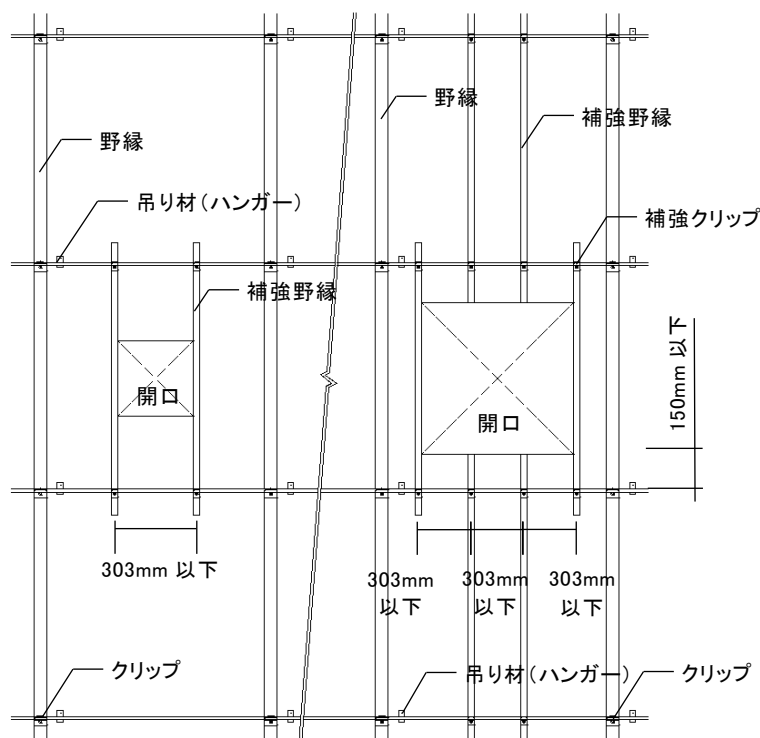 野縁
野縁
補強野縁
吊り材(ハンガー)
補強クリップ
補強野縁
開口
開口
150mm 以下
303mm 以下
303mm
以下
303mm
以下
303mm
以下
クリップ
吊り材(ハンガー)
クリップ